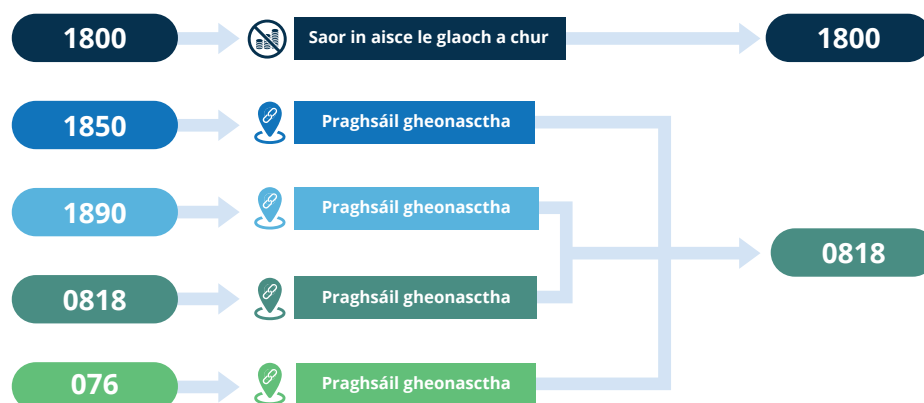 1800
Saor in aisce le glaoch a chur
1800
1850
Praghsáil gheonasctha
1890
Praghsáil gheonasctha
0818
0818
Praghsáil gheonasctha
076
Praghsáil gheonasctha